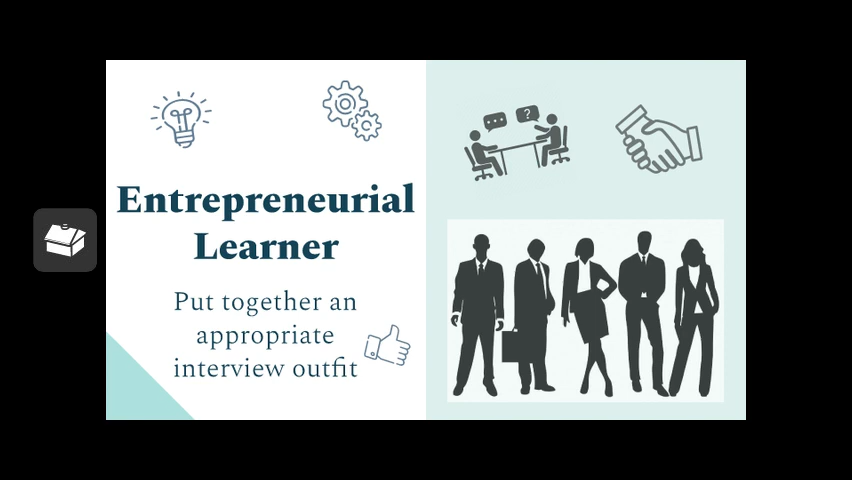 Entrepreneurial
Learner
Put together an
appropriate
interview outfit
?